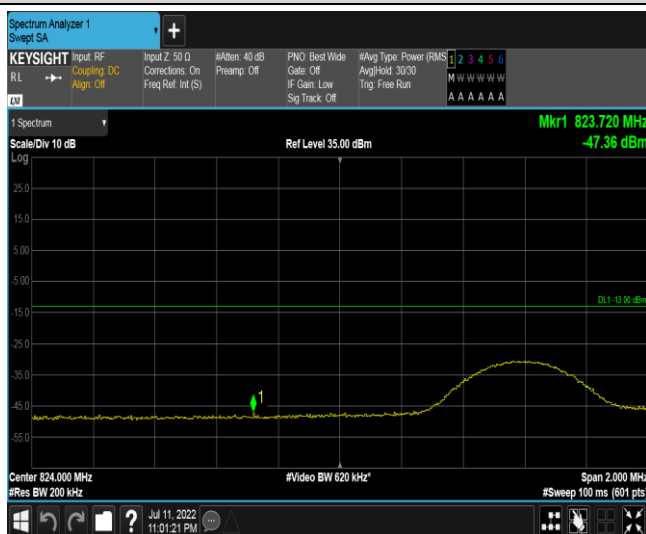 Spectrum Analyzer 1
Swept SA
+
KEYSIGHT
RL
LXI
Input: RF
Coupling: DC
Align: Off
Input Z: 50 Ω
Corrections: On
Freq Ref: Int (S)
#Atten: 40 dB
Preamp: Off
PNO: Best Wide
Gate: Off
IF Gain: Low
Sig Track: Off
#Avg Type: Power (RMS
Avg|Hold: 30/30
Trig: Free Run
1 2 3 4 5 6
M W W W W W
A A A A A A
1 Spectrum
Mkr1 823.720 MHz
-47.36 dBm
Scale/Div 10 dB
Ref Level 35.00 dBm
Log
25.0
15.0
5.00
-5.00
DL1 -13.00 dBm
-15.0
-25.0
-35.0
1
-45.0
-55.0
Center 824.000 MHz
#Video BW 620 kHz*
Span 2.000 MHz
#Res BW 200 kHz
#Sweep 100 ms (601 pts)
?
Jul 11, 2022
11:01:21 PM